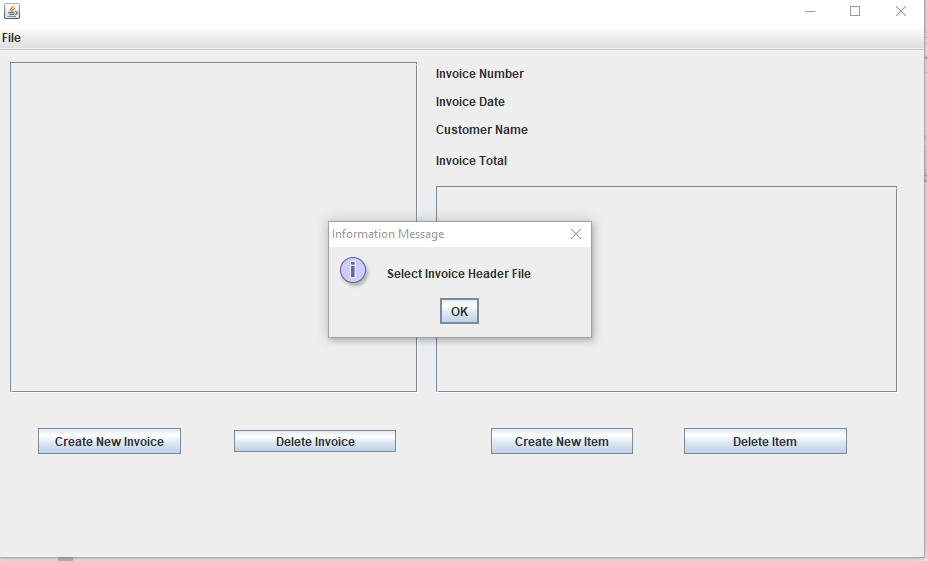 File
Invoice Number
Invoice Date
Customer Name
Invoice Total
Information Message
i
Select Invoice Header File
OK
Create New Invoice
Delete Invoice
Create New Item
Delete Item